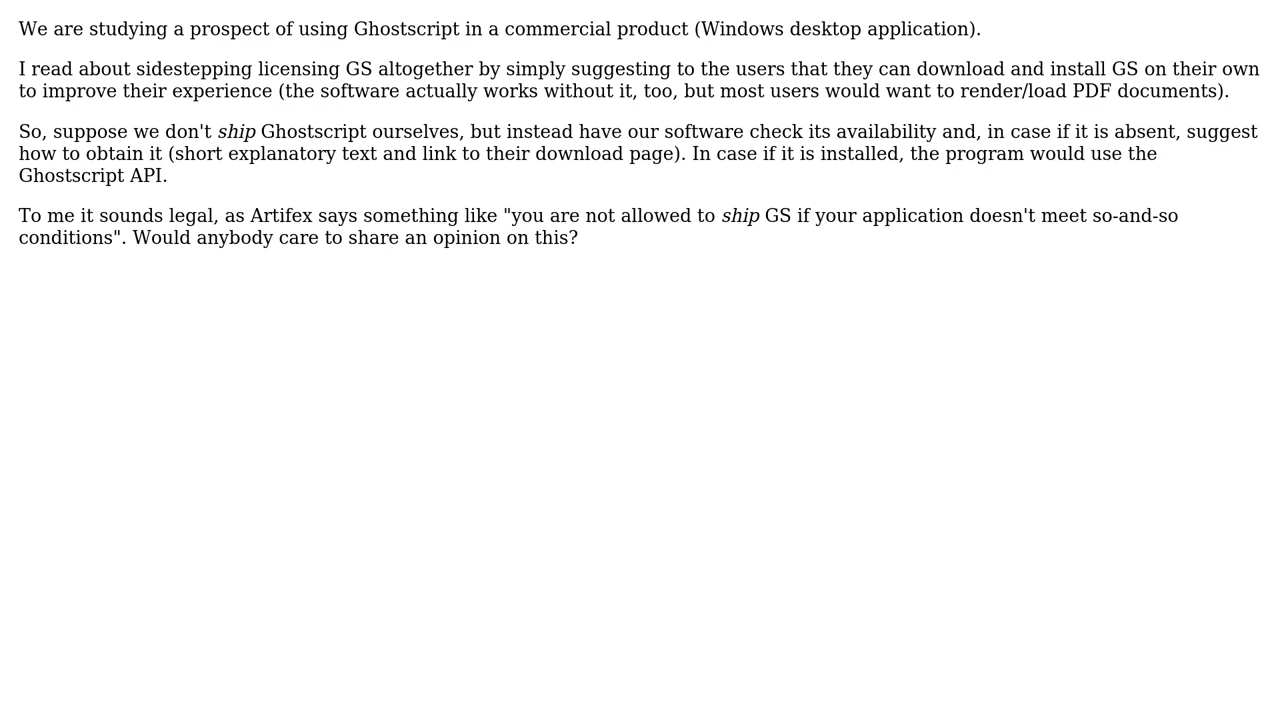 We are studying a prospect of using Ghostscript in a commercial product (Windows desktop application).
I read about sidestepping licensing GS altogether by simply suggesting to the users that they can download and install GS on their own
to improve their experience (the software actually works without it, too, but most users would want to render/load PDF documents).
So, suppose we don't ship Ghostscript ourselves, but instead have our software check its availability and, in case if it is absent, suggest
how to obtain it (short explanatory text and link to their download page). In case if it is installed, the program would use the
Ghostscript API.
To me it sounds legal, as Artifex says something like "you are not allowed to ship GS if your application doesn't meet so-and-so
conditions". Would anybody care to share an opinion on this?